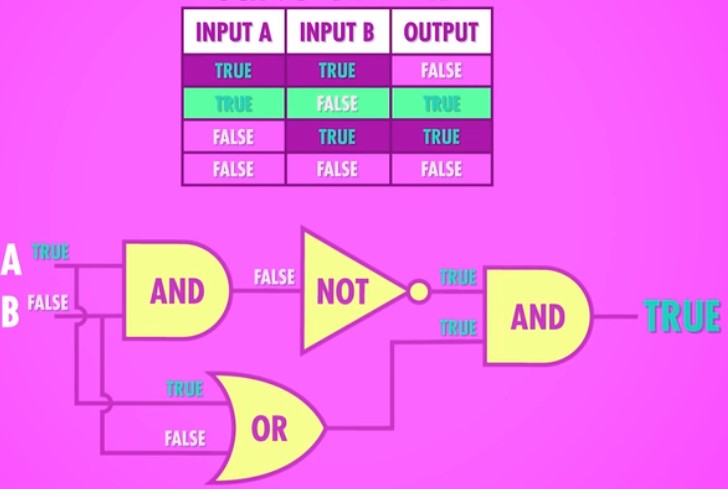 INPUT A INPUT B OUTPUT
TRUE TRUE FALSE
TRUE FALSE TRUE
FALSE TRUE TRUE
FALSE FALSE FALSE
A TRUE
B FALSE
AND
FALSE
NOT
TRUE
TRUE
AND
TRUE
TRUE
FALSE
OR